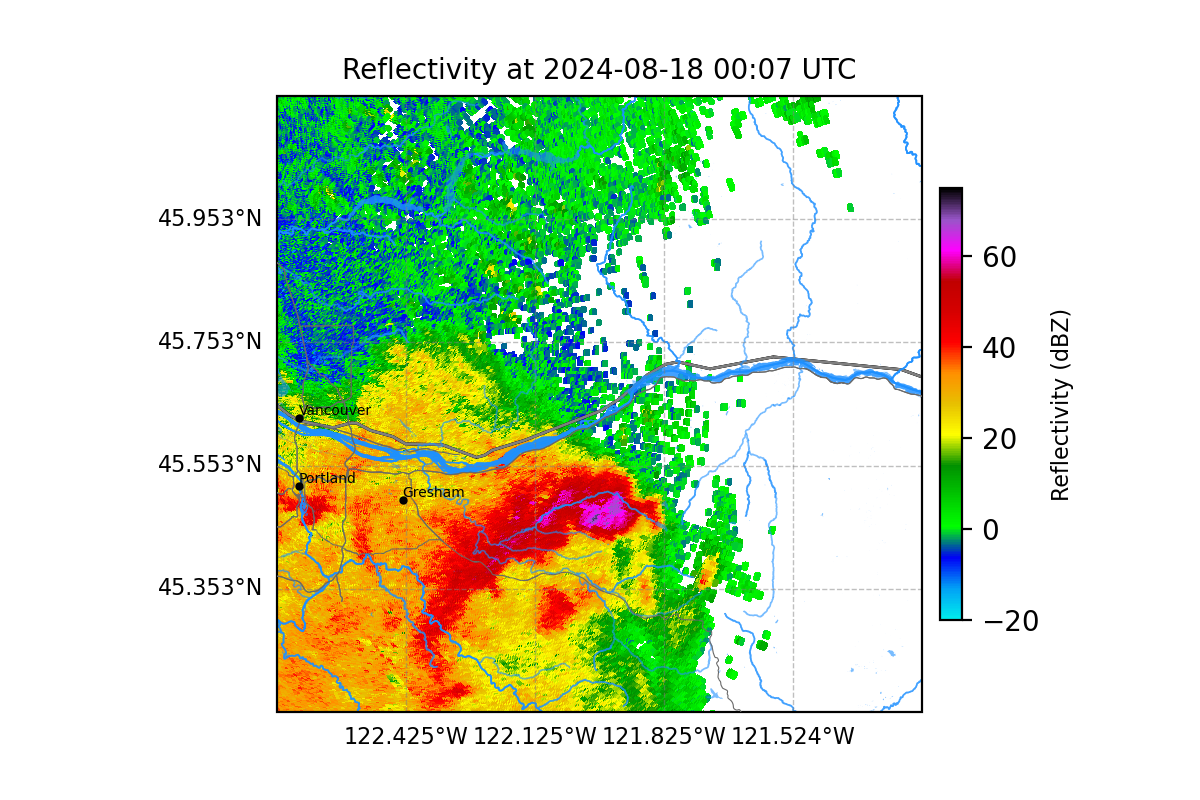 Reflectivity at 2024-08-18 00:07 UTC
45.953°N
45.753°N
45.553°N
45.353°N
Vancouver
Portland
Gresham
122.425°W 122.125°W 121.825°W 121.524°W
60
40
20
0
−20
Reflectivity (dBZ)